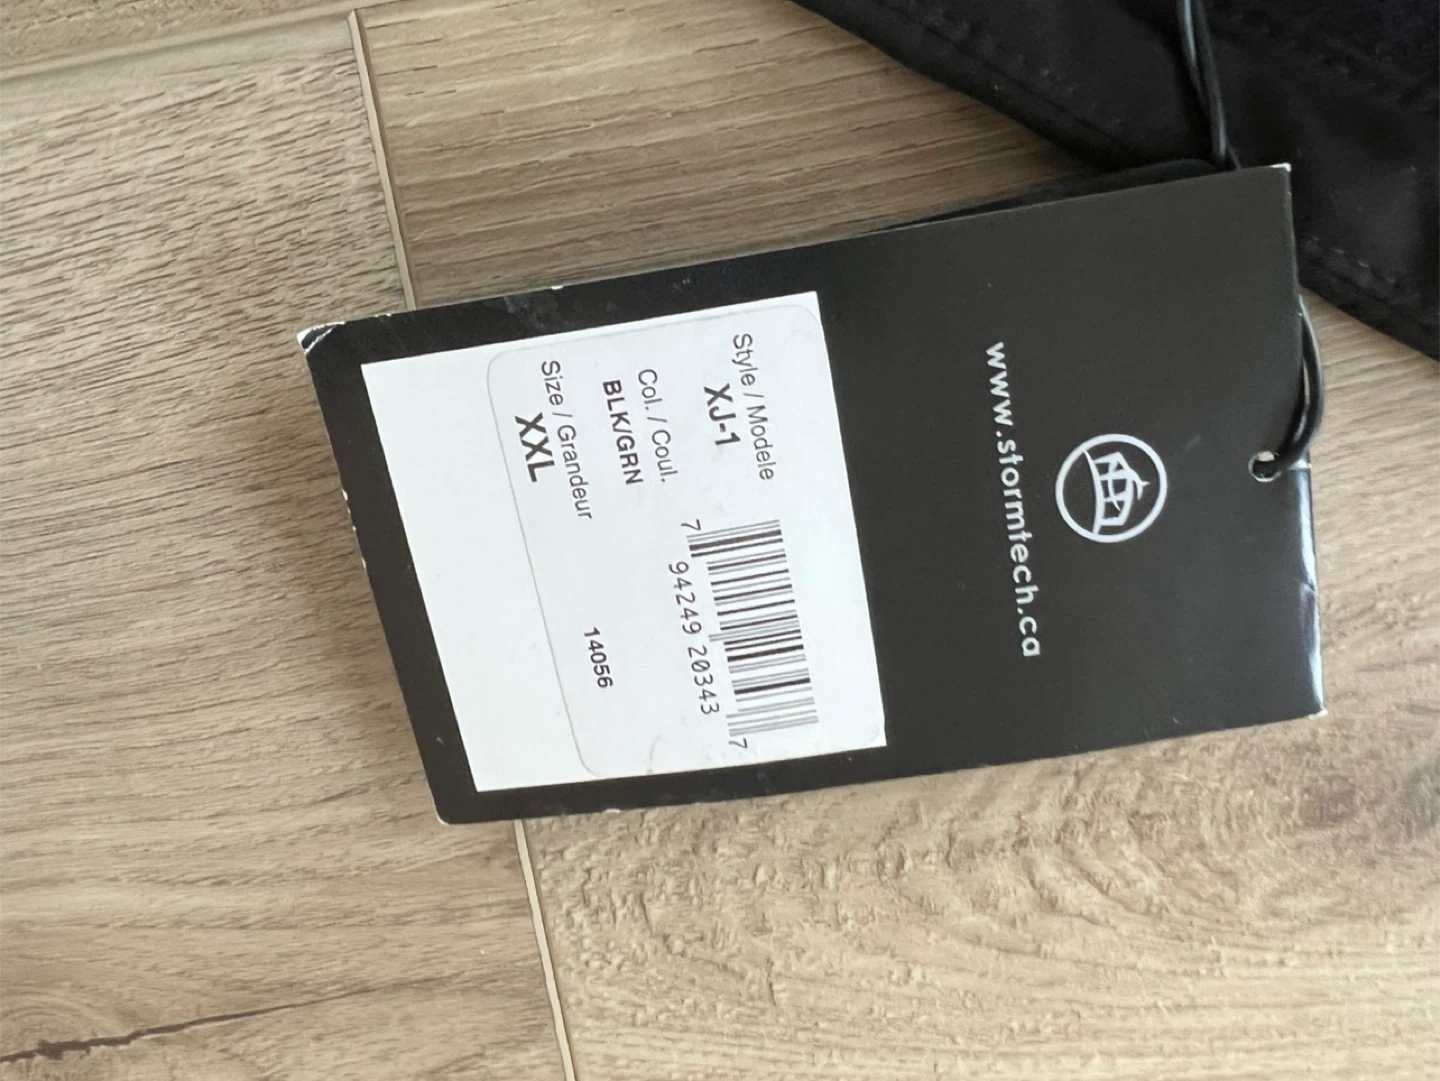 www.stormtech.ca
Style / Modele
XJ-1
Col. / Coul.
BLK/GRN
Size / Grandeur
XXL
7 94249 20343 7
14056